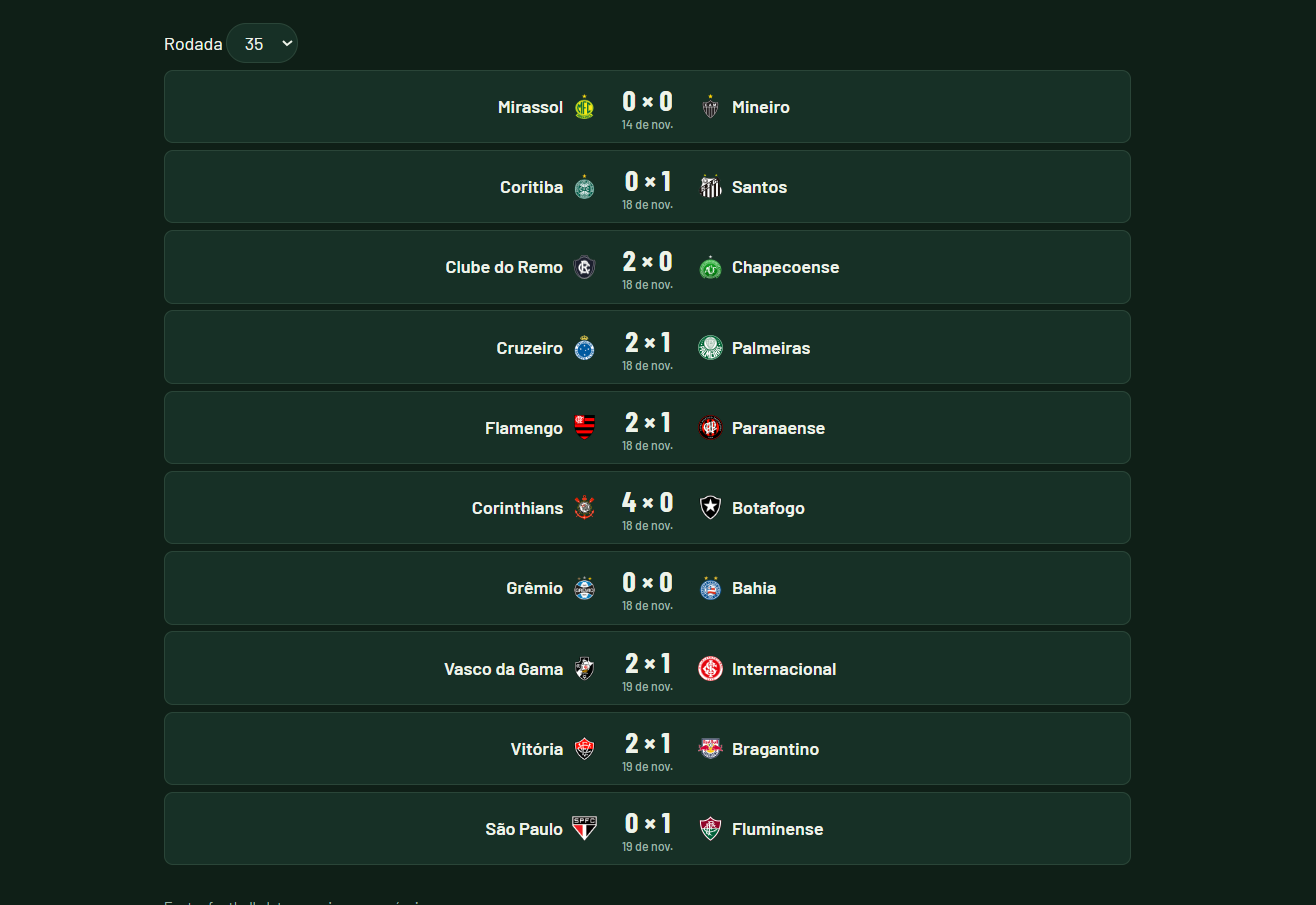 Rodada 35
Mirassol 0 × 0 Mineiro
14 de nov.
Coritiba 0 × 1 Santos
18 de nov.
Clube do Remo 2 × 0 Chapecoense
18 de nov.
Cruzeiro 2 × 1 Palmeiras
18 de nov.
Flamengo 2 × 1 Paranaense
18 de nov.
Corinthians 4 × 0 Botafogo
18 de nov.
Grêmio 0 × 0 Bahia
18 de nov.
Vasco da Gama 2 × 1 Internacional
19 de nov.
Vitória 2 × 1 Bragantino
19 de nov.
São Paulo 0 × 1 Fluminense
19 de nov.